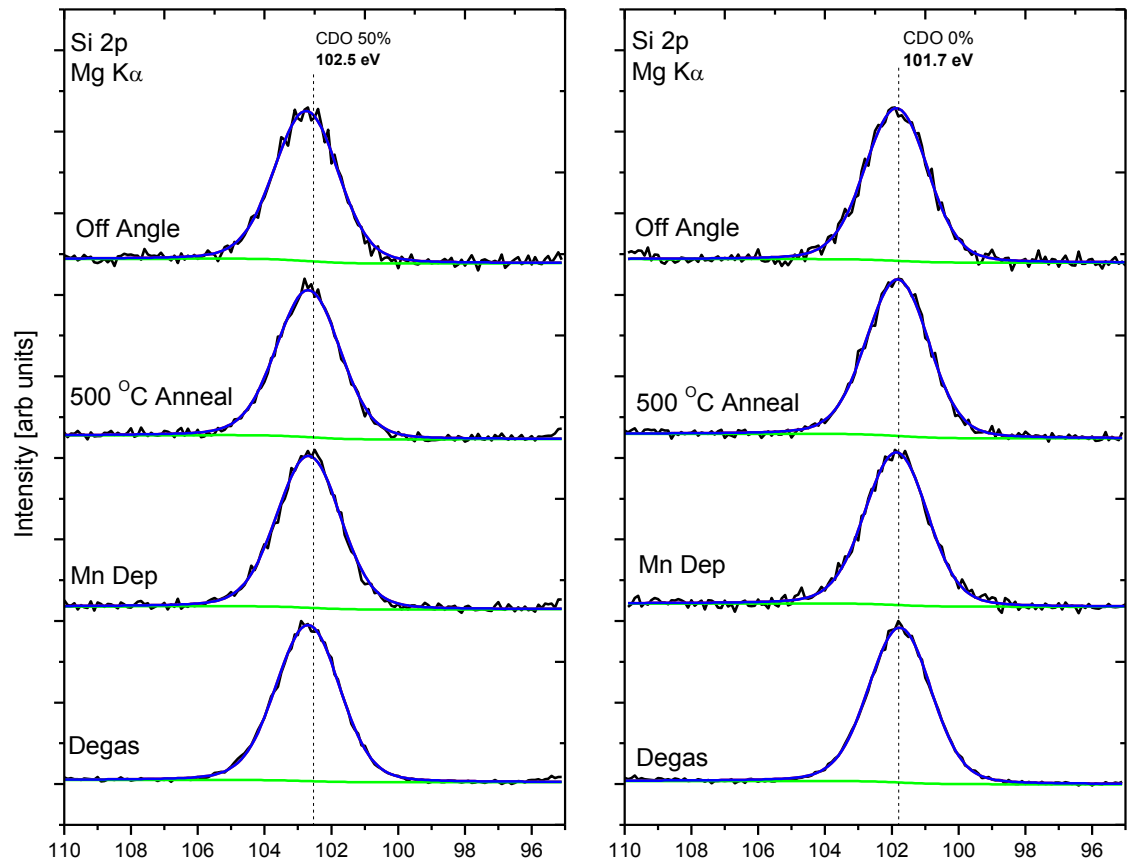 Si 2p
Mg Kα
CDO 50%
102.5 eV
Off Angle
500 °C Anneal
Mn Dep
Degas
Intensity [arb units]
110 108 106 104 102 100 98 96
Si 2p
Mg Kα
CDO 0%
101.7 eV
Off Angle
500 °C Anneal
Mn Dep
Degas
110 108 106 104 102 100 98 96